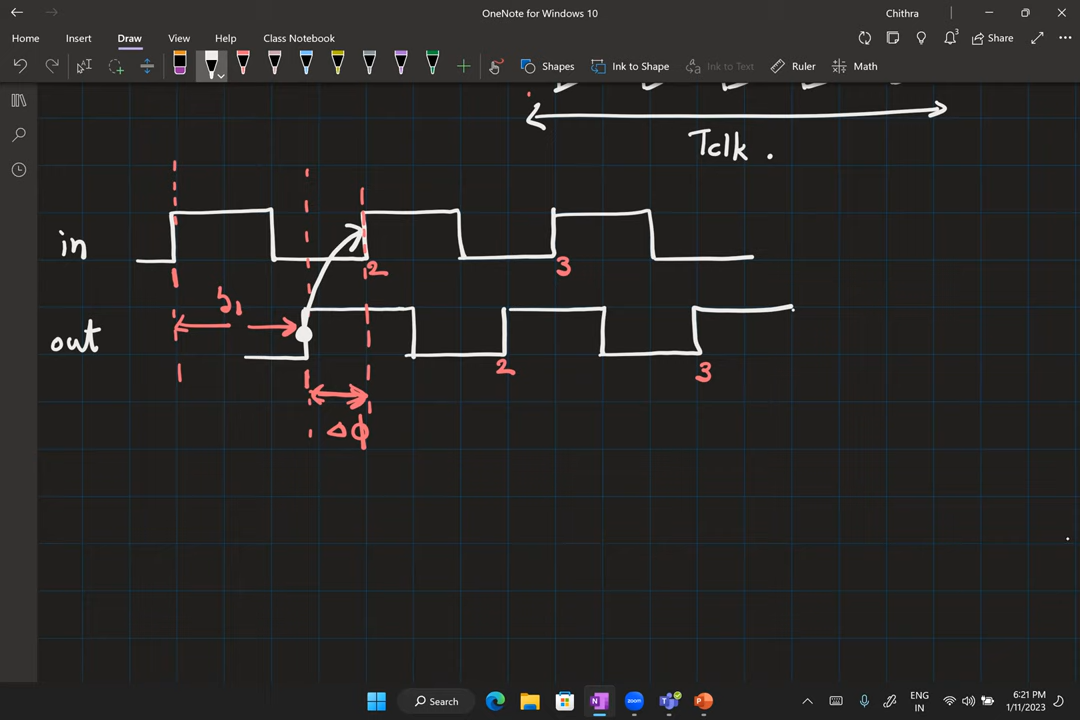 OneNote for Windows 10
Chithra
Home Insert Draw View Help Class Notebook
Share
Shapes Ink to Shape Ink to Text Ruler Math
Tclk .
in
2
3
out
2
3
Δϕ
Search
ENG
IN
6:21 PM
1/11/2023